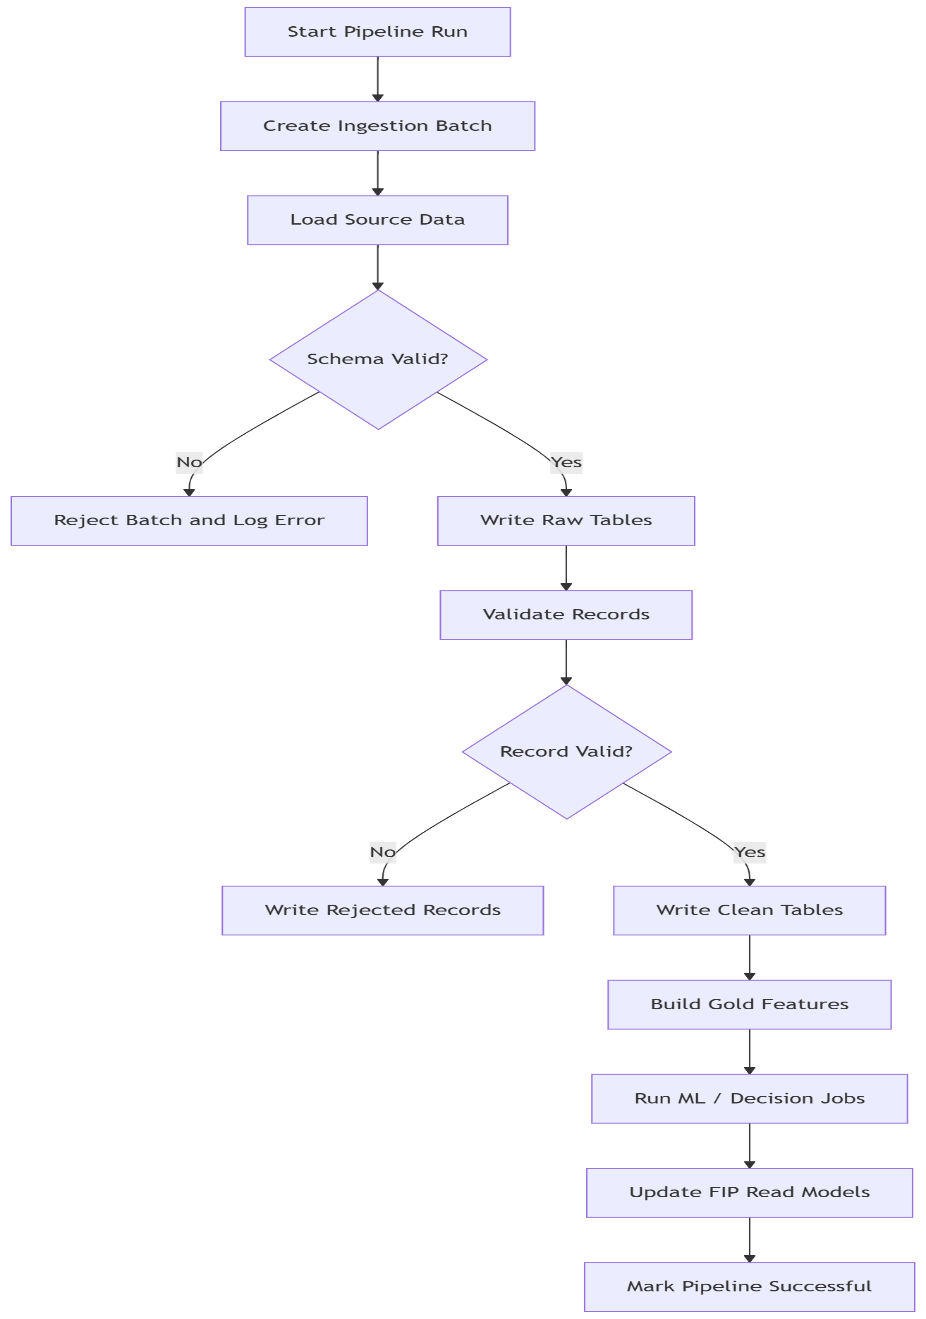 Start Pipeline Run
Create Ingestion Batch
Load Source Data
Schema Valid?
No
Yes
Reject Batch and Log Error
Write Raw Tables
Validate Records
Record Valid?
No
Yes
Write Rejected Records
Write Clean Tables
Build Gold Features
Run ML / Decision Jobs
Update FIP Read Models
Mark Pipeline Successful